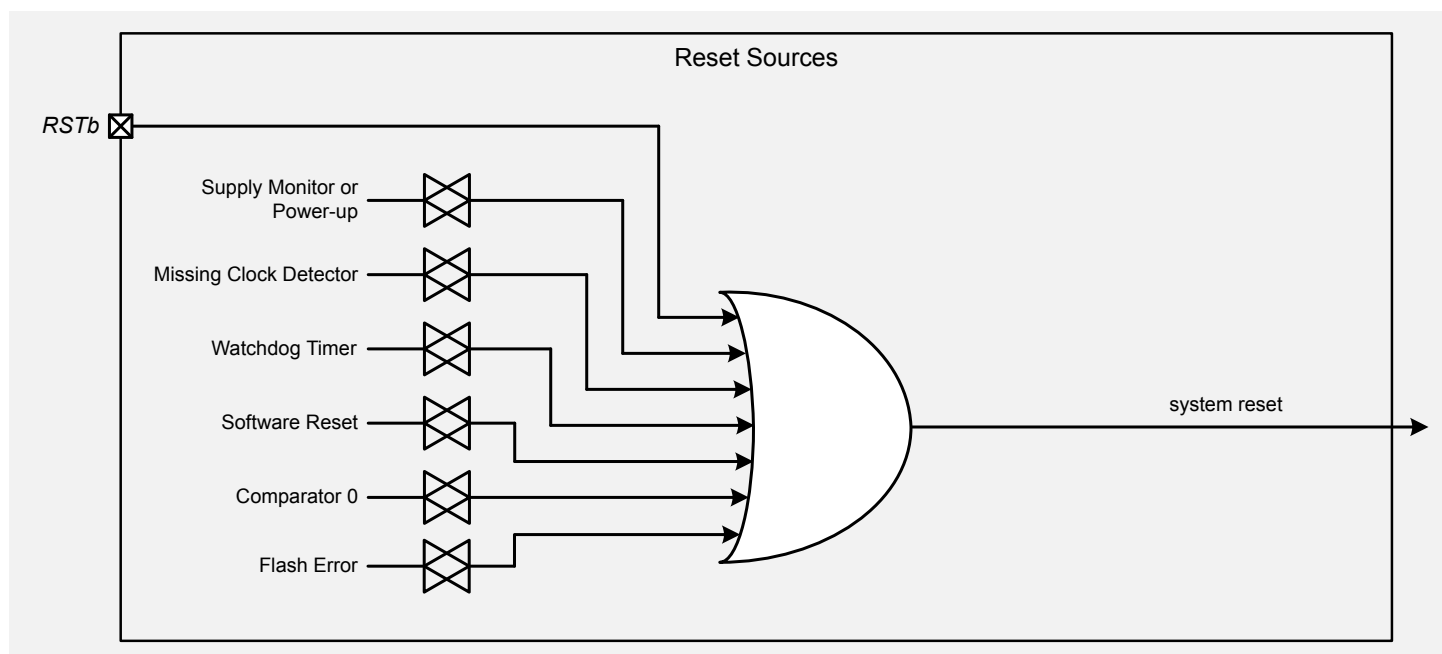 Reset Sources
RSTb
Supply Monitor or
Power-up
Missing Clock Detector
Watchdog Timer
Software Reset
Comparator 0
Flash Error
system reset